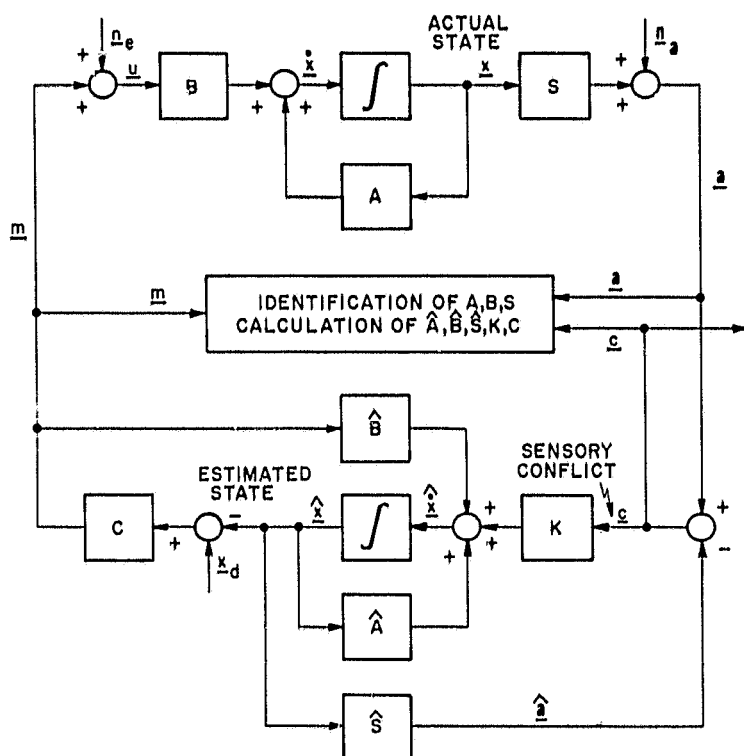 ACTUAL
STATE
n_e
n_a
+
+
u
B
+
+
ẋ
∫
x
S
+
+
A
a
m
m
IDENTIFICATION OF A,B,S
CALCULATION OF Â,B̂,Ŝ,K,C
a
c
B̂
ESTIMATED
STATE
SENSORY
CONFLICT
C
+
-
x̂
∫
x̂̇
+
+
+
K
c
+
-
x_d
Â
Ŝ
â